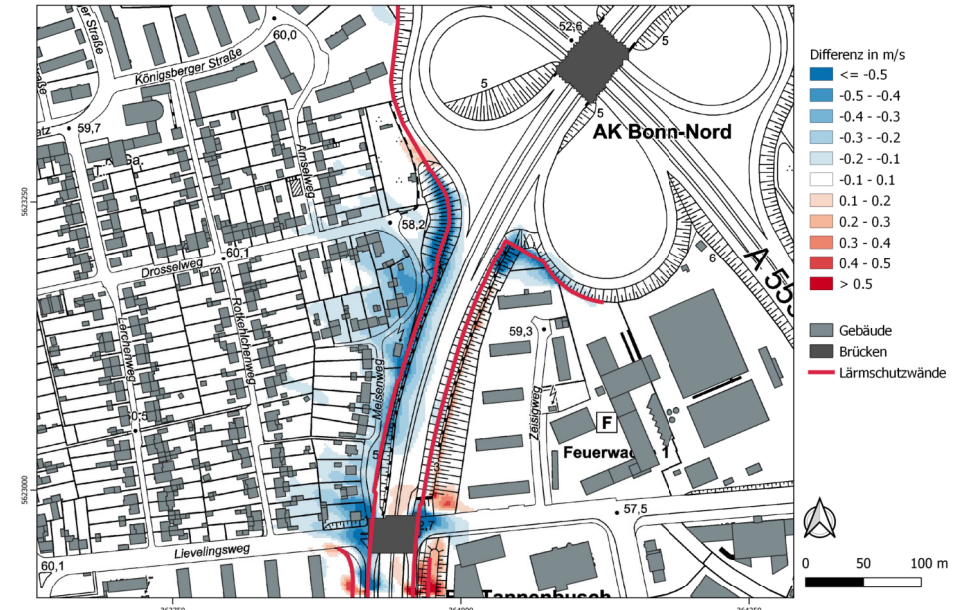 Königsberger Straße
60,0
52,6
5
5
5
AK Bonn-Nord
59,7
Amselweg
5623250
58,2
60,1
Drosselweg
6
A 555
Lerchenweg
Rotkehlchenweg
59,3
Meisenweg
Zeisigweg
F
Feuerwa
1
5623000
57,5
Lievelingsweg
60,1
Tannenbusch
Differenz in m/s
<= -0.5
-0.5 - -0.4
-0.4 - -0.3
-0.3 - -0.2
-0.2 - -0.1
-0.1 - 0.1
0.1 - 0.2
0.2 - 0.3
0.3 - 0.4
0.4 - 0.5
> 0.5
Gebäude
Brücken
Lärmschutzwände
0 50 100 m